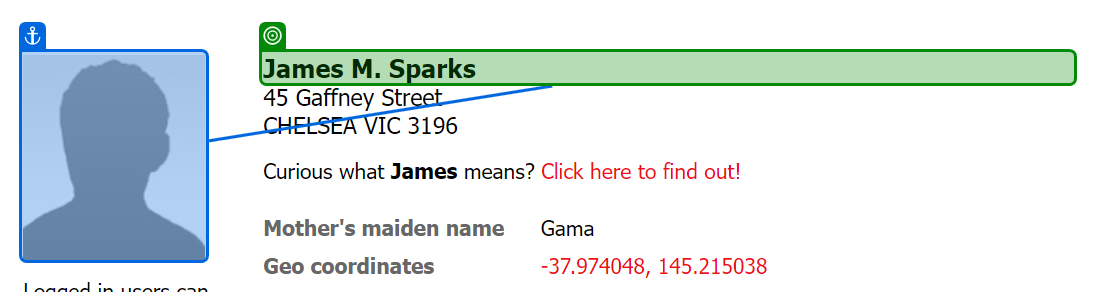 James M. Sparks
45 Gaffney Street
CHELSEA VIC 3196
Curious what James means? Click here to find out!
Mother's maiden name Gama
Geo coordinates -37.974048, 145.215038
Logged in users can